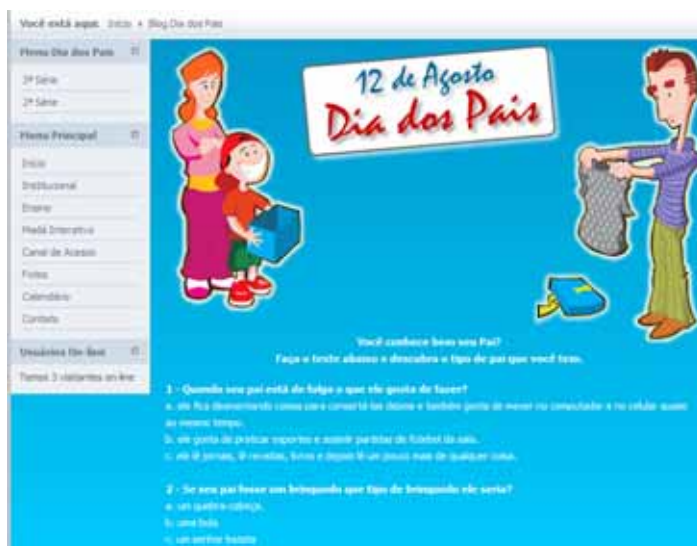 Você está aqui: Início ▸ Blog Dia dos Pais
Menu Dia dos Pais
3ª Série
2ª Série
Menu Principal
Início
Institucional
Ensino
Madá Interativo
Canal de Acesso
Fotos
Calendário
Contato
Usuários On-line
Temos 3 visitantes on-line
12 de Agosto
Dia dos Pais
Você conhece bem seu Pai?
Faça o teste abaixo e descubra o tipo de pai que você tem.
1 - Quando seu pai está de folga o que ele gosta de fazer?
a. ele fica desmontando coisas para consertá-las depois e também gosta de mexer no computador e no celular quase
ao mesmo tempo.
b. ele gosta de praticar esportes e assistir partidas de futebol da sala.
c. ele lê jornais, lê revistas, livros e depois lê um pouco mais de qualquer coisa.
2 - Se seu pai fosse um brinquedo que tipo de brinquedo ele seria?
a. um quebra-cabeça.
b. uma bola
c. um senhor batata